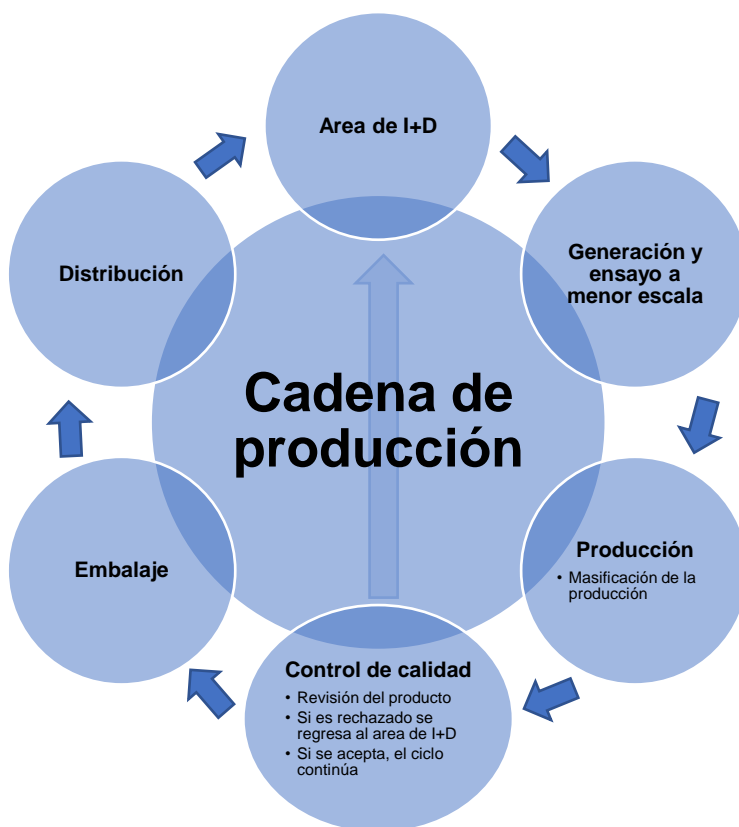 Area de I+D
Generación y
ensayo a
menor escala
Producción
• Masificación de la
producción
Control de calidad
• Revisión del producto
• Si es rechazado se
regresa al area de I+D
• Si se acepta, el ciclo
continúa
Embalaje
Distribución
Cadena de
producción